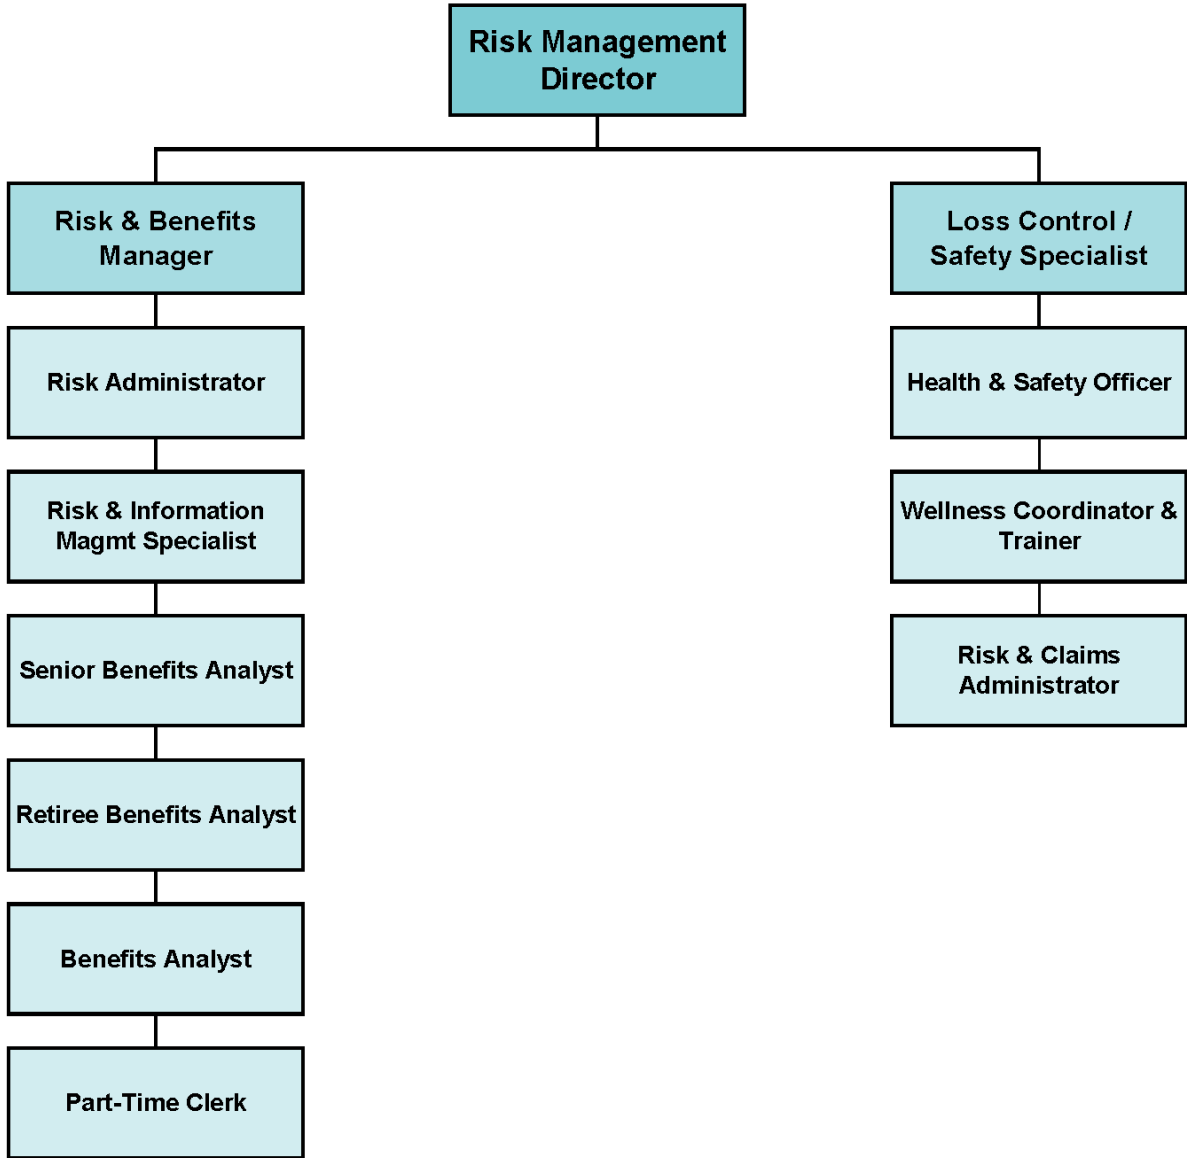 Risk Management
Director
Risk & Benefits
Manager
Loss Control /
Safety Specialist
Risk Administrator
Health & Safety Officer
Risk & Information
Magmt Specialist
Wellness Coordinator &
Trainer
Senior Benefits Analyst
Risk & Claims
Administrator
Retiree Benefits Analyst
Benefits Analyst
Part-Time Clerk